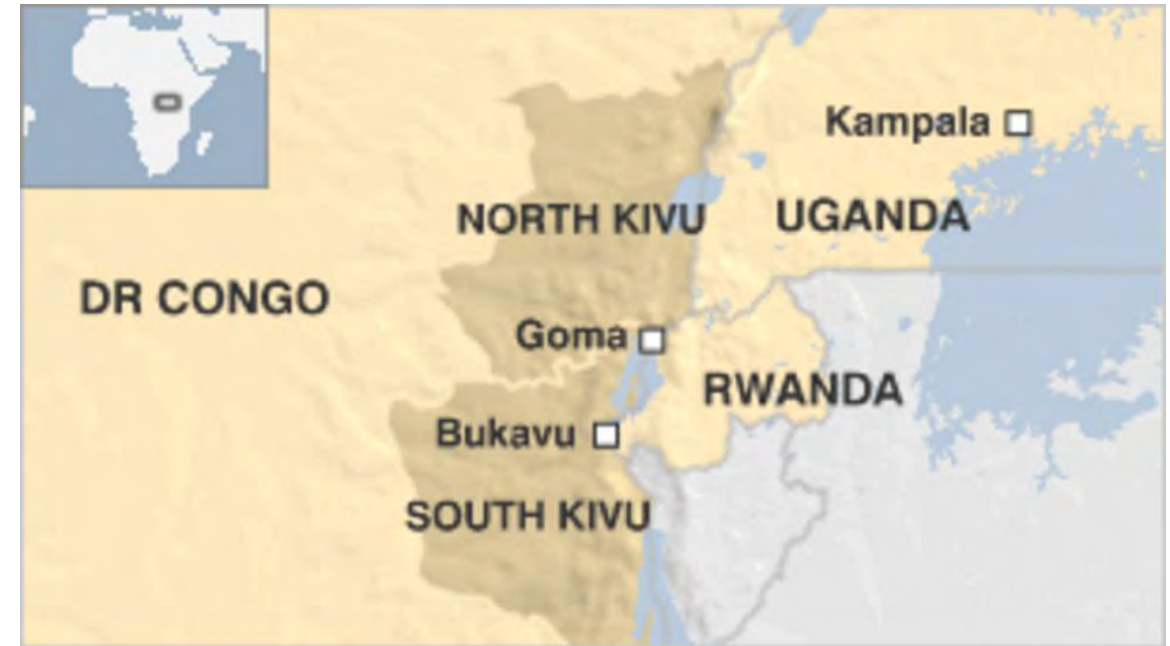 Kampala
NORTH KIVU
UGANDA
DR CONGO
Goma
RWANDA
Bukavu
SOUTH KIVU